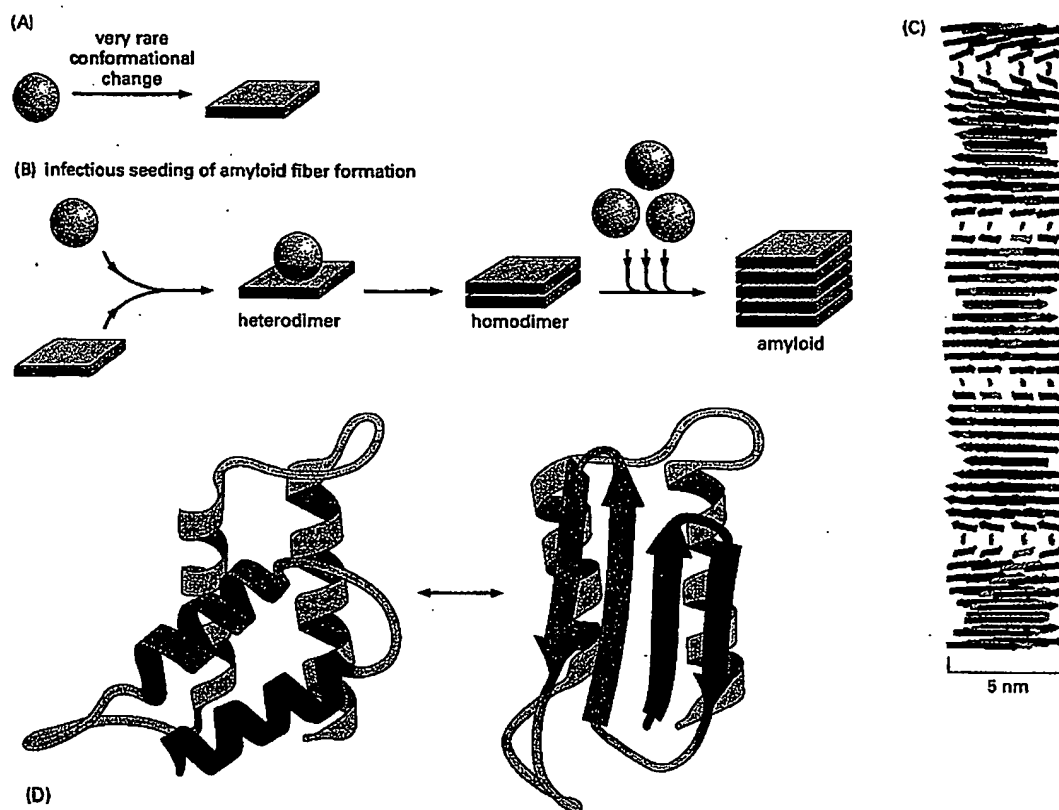 (A)
very rare
conformational
change
(B) infectious seeding of amyloid fiber formation
heterodimer
homodimer
amyloid
(C)
5 nm
(D)